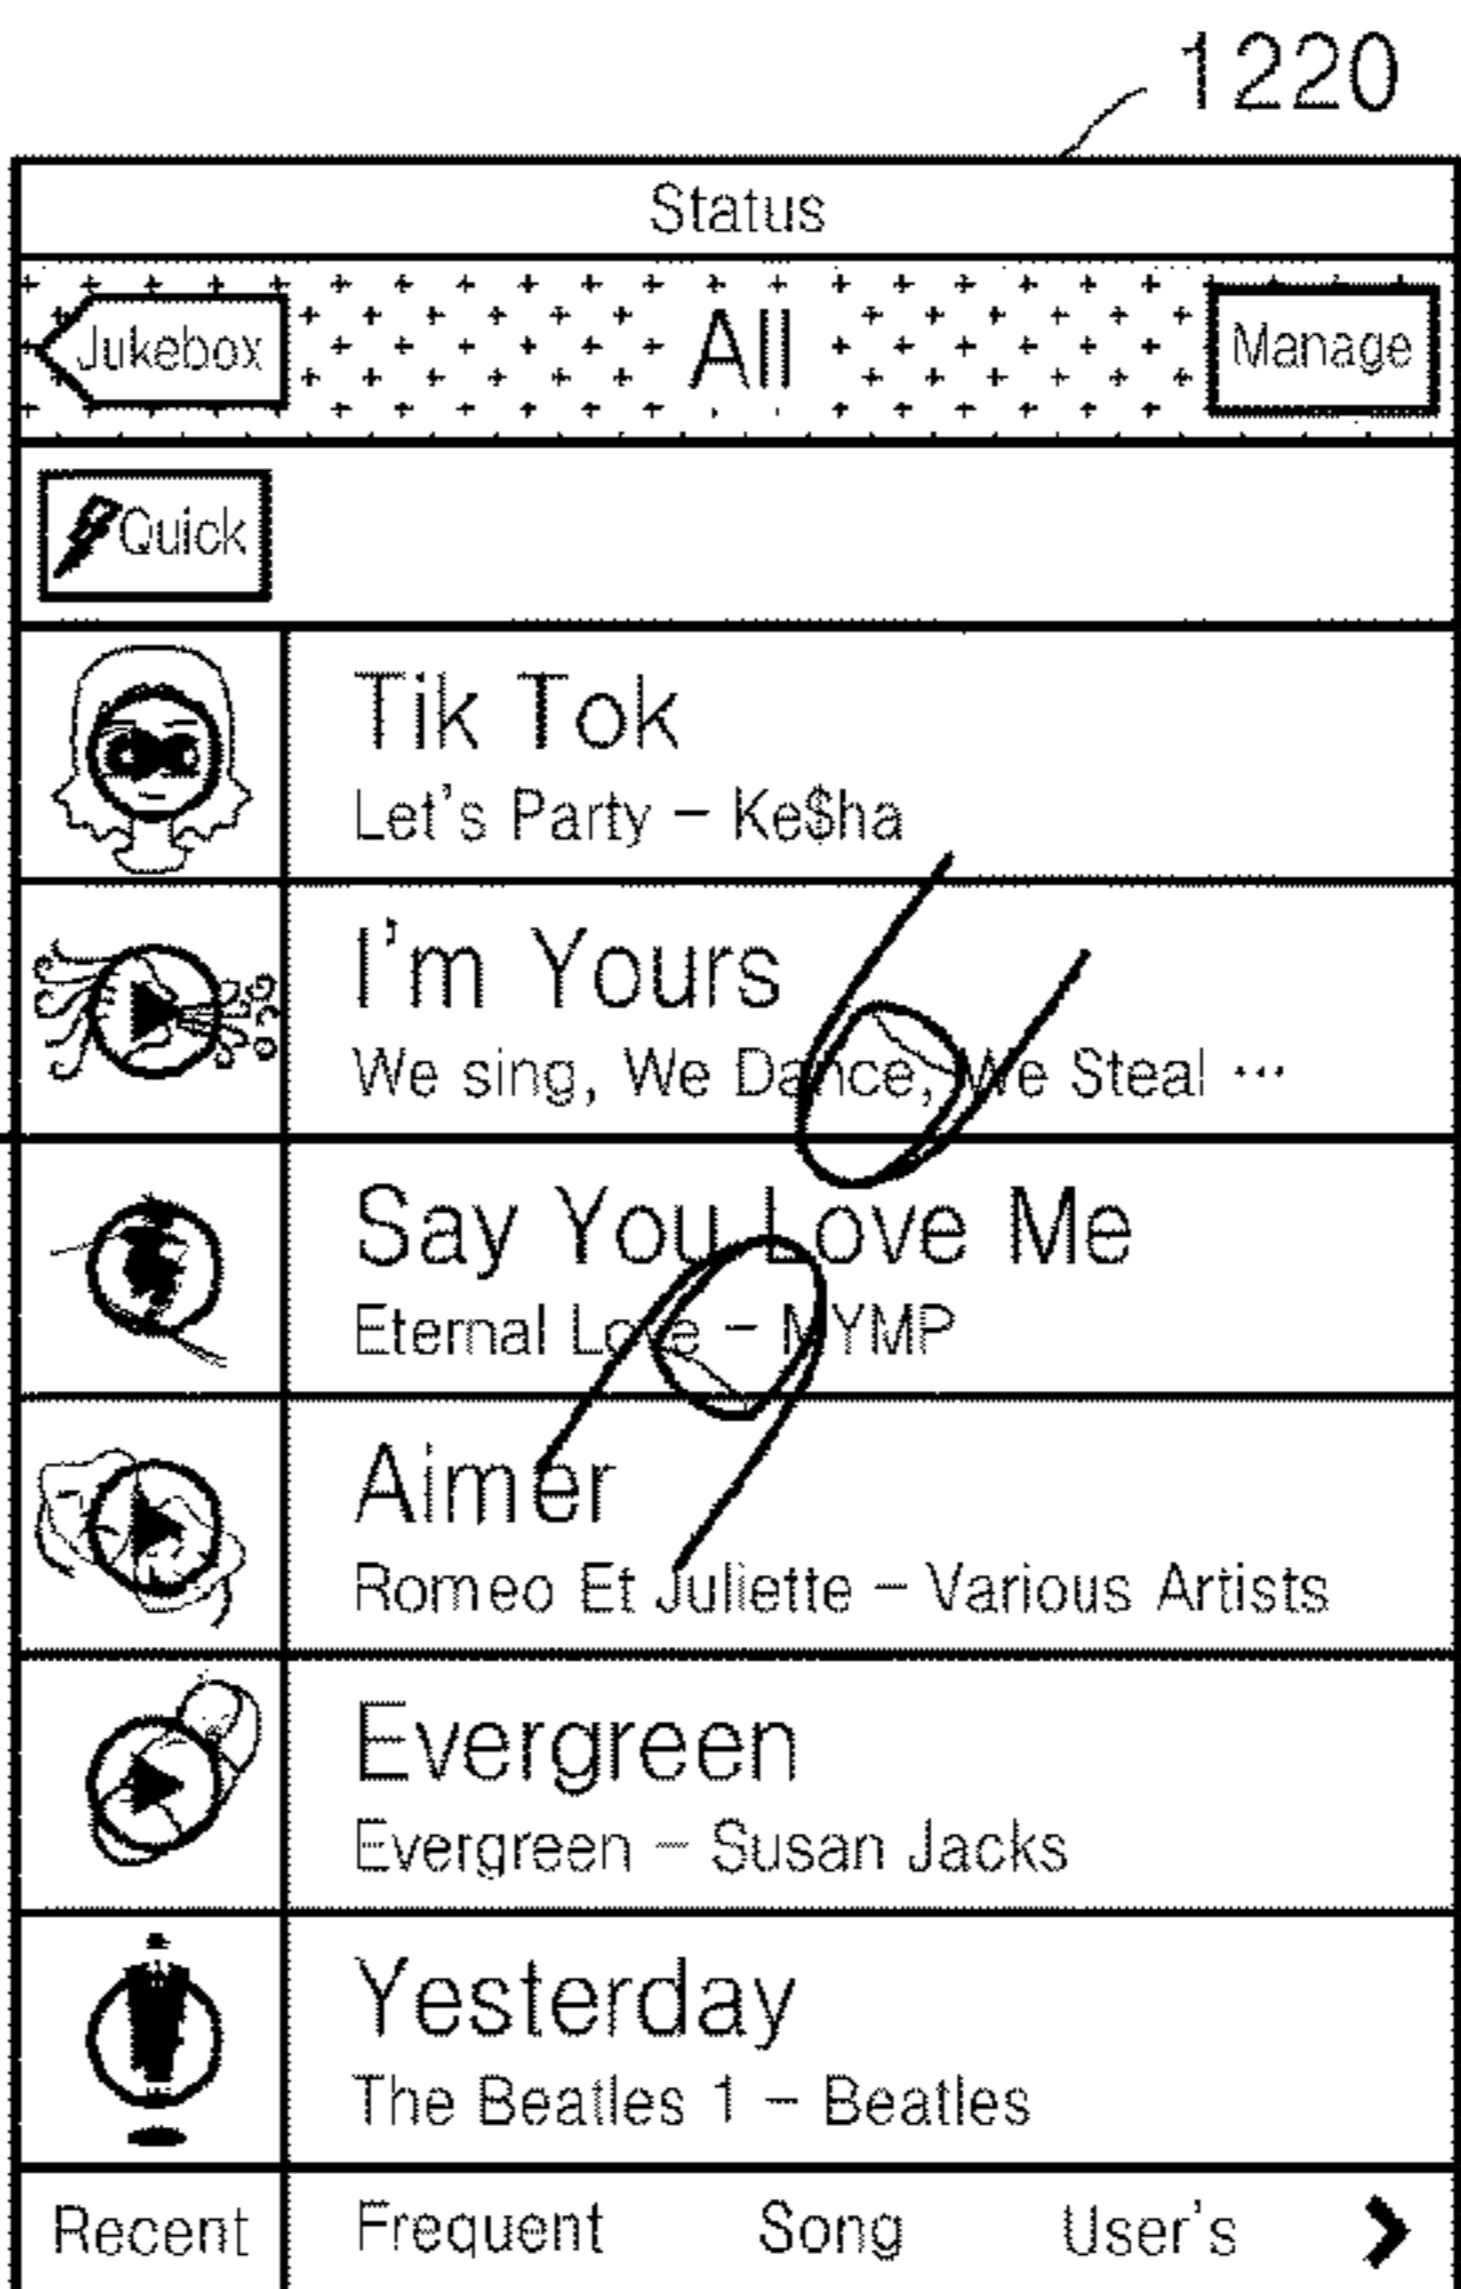 1220
Status
Jukebox All Manage
Quick
Tik Tok
Let's Party – Ke$ha
I'm Yours
We sing, We Dance, We Steal ···
Say You Love Me
Eternal Love – MYMP
Aimer
Romeo Et Juliette – Various Artists
Evergreen
Evergreen – Susan Jacks
Yesterday
The Beatles 1 – Beatles
Recent Frequent Song User's